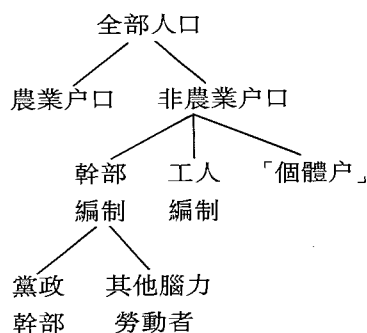 全部人口
農業户口 非農業户口
幹部 工人 「個體户」
編制 編制
黨政 其他腦力
幹部 勞動者